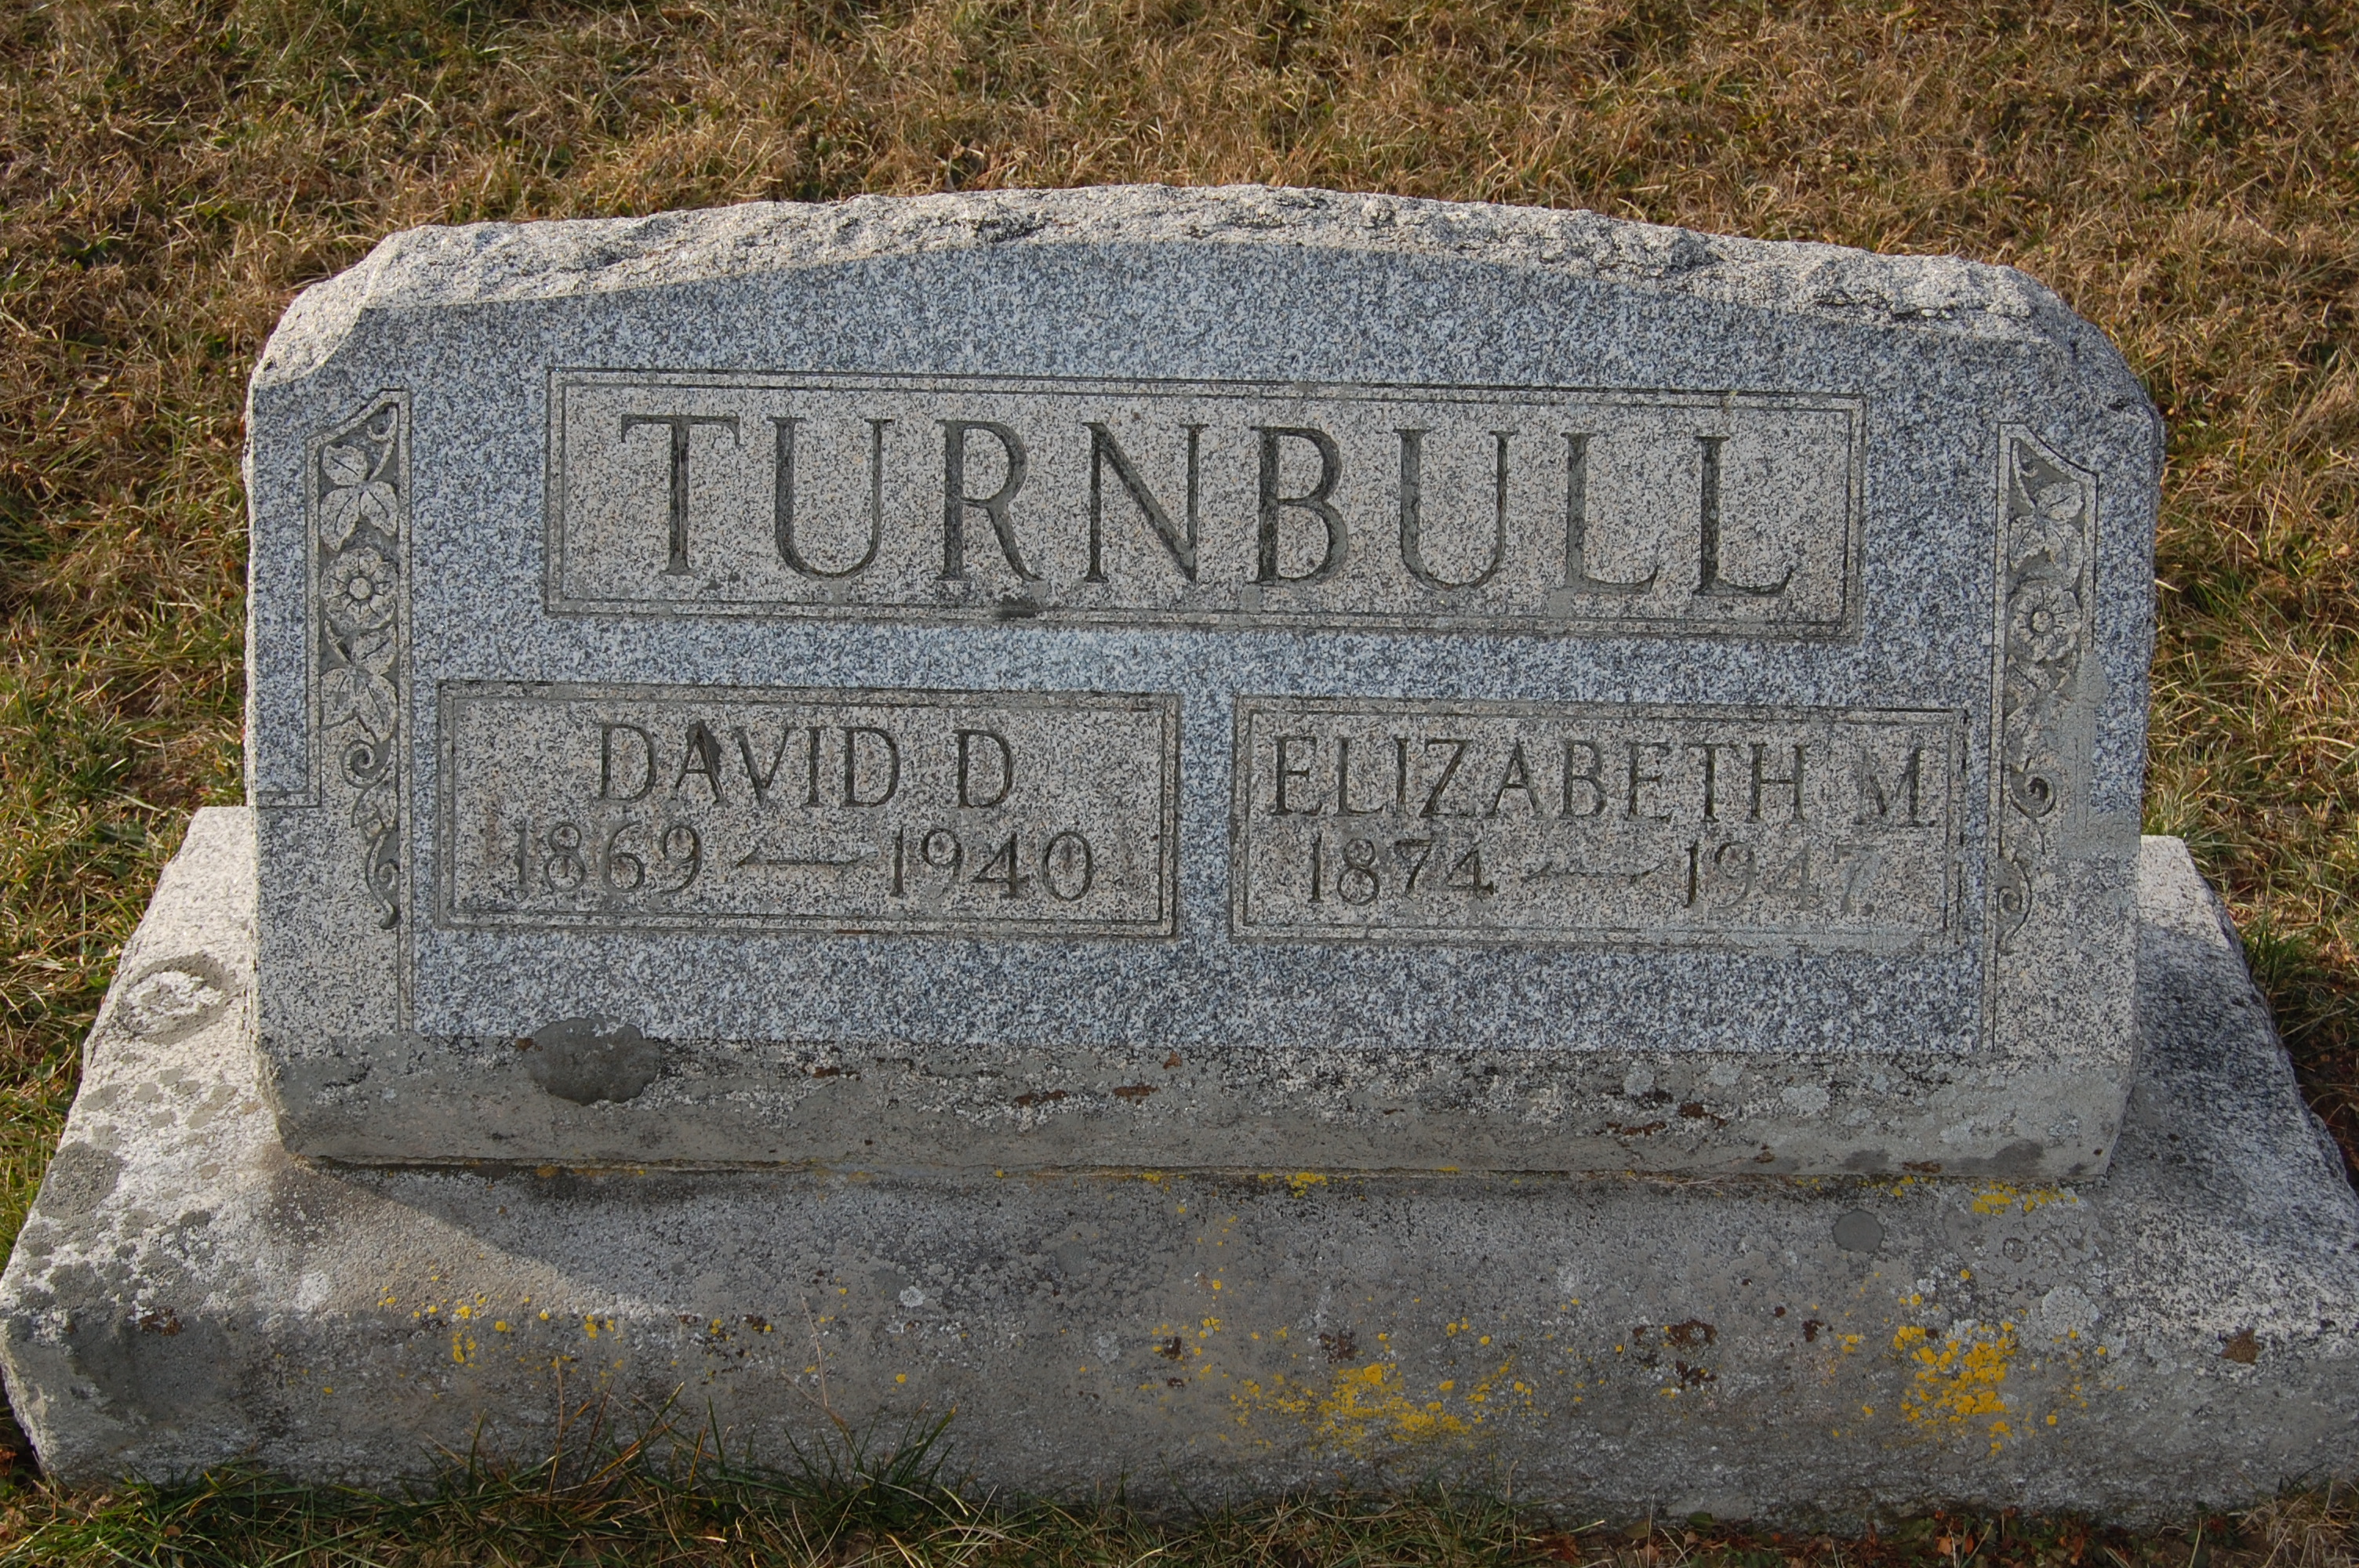 TURNBULL
DAVID D
1869 — 1940
ELIZABETH M
1874 — 1947